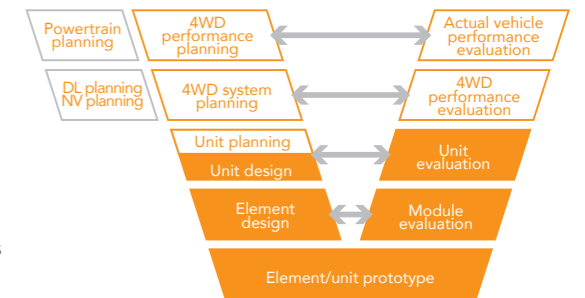 Powertrain
planning
4WD
performance
planning
Actual vehicle
performance
evaluation
DL planning
NV planning
4WD system
planning
4WD
performance
evaluation
Unit planning
Unit design
Unit
evaluation
Element
design
Module
evaluation
Element/unit prototype
s